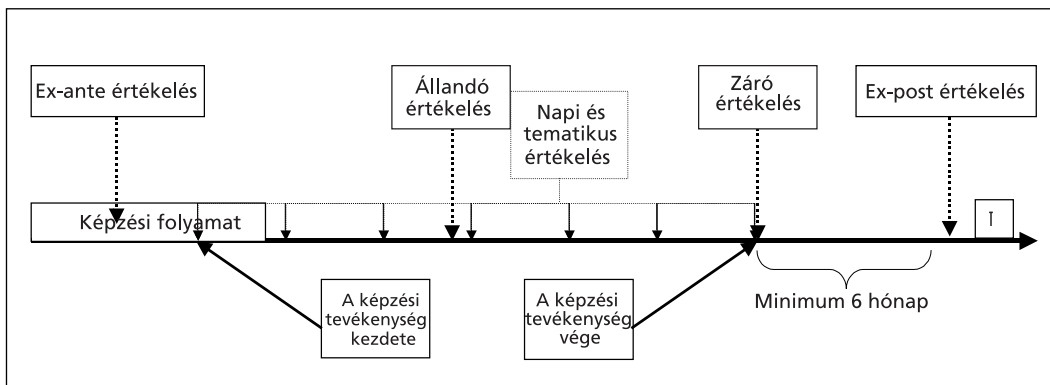 Ex-ante értékelés
Állandó
értékelés
Napi és
tematikus
értékelés
Záró
értékelés
Ex-post értékelés
Képzési folyamat
T
A képzési
tevékenység
kezdete
A képzési
tevékenység
vége
Minimum 6 hónap